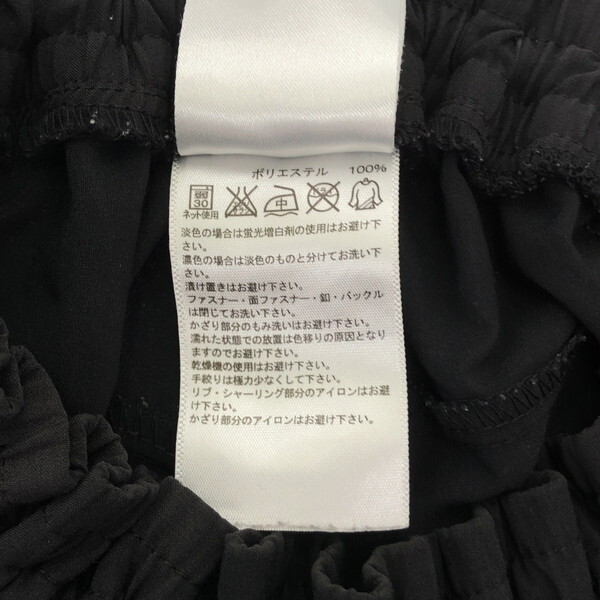 ポリエステル 100%
30 中
ネット使用
淡色の場合は蛍光増白剤の使用はお避け下
さい。
濃色の場合は淡色のものと分けてお洗い下
さい。
漬け置きはお避け下さい。
ファスナー・面ファスナー・釦・バックル
は閉じてお洗い下さい。
かざり部分のもみ洗いはお避け下さい。
濡れた状態での放置は色移りの原因となり
ますのでお避け下さい。
乾燥機の使用はお避け下さい。
手絞りは極力少なくして下さい。
リブ・シャーリング部分のアイロンはお避
け下さい。
かざり部分のアイロンはお避け下さい。